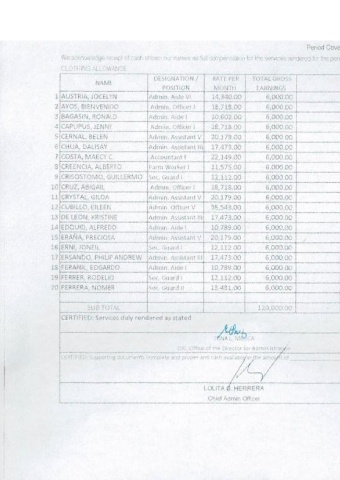 Period Cove
We acknowledge receipt of cash shown our names as full compensation for the services rendered for the peri
CLOTHING ALLOWANCE
NAME DESIGNATION / POSITION RATE PER MONTH TOTAL GROSS EARNINGS
1 AUSTRIA, JOCELYN Admin. Aide VI 14,340.00 6,000.00
2 AYOS, BIENVENIDO Admin. Officer I 18,718.00 6,000.00
3 BAGASIN, RONALD Admin. Aide I 10,602.00 6,000.00
4 CAPUPUS, JENNY Admin. Officer I 18,718.00 6,000.00
5 CERNAL, BELEN Admin. Assistant V 20,179.00 6,000.00
6 CHUA, DALISAY Admin. Assistant III 17,473.00 6,000.00
7 COSTA, MARCY C. Accountant I 22,149.00 6,000.00
8 CREENCIA, ALBERTO Farm Worker I 11,575.00 6,000.00
9 CRISOSTOMO, GUILLERMO Sec. Guard I 12,112.00 6,000.00
10 CRUZ, ABIGAIL Admin. Officer I 18,718.00 6,000.00
11 CRYSTAL, GILDA Admin. Assistant V 20,179.00 6,000.00
12 CUBILLO, EILEEN Admin. Officer V 6,000.00
13 DE LEON, KRISTINE Admin. Assistant III 17,473.00 6,000.00
14 EDQUID, ALFREDO Admin. Aide I 10,789.00 6,000.00
15 ERAÑA, PRECIOSA Admin. Assistant V 20,179.00 6,000.00
16 ERNI, JONEIL Sec. Guard I 12,112.00 6,000.00
17 ERSANDO, PHILIP ANDREW Admin. Assistant III 17,473.00 6,000.00
18 FERAMIL, EDGARDO Admin. Aide I 10,789.00 6,000.00
19 FERRER, RODELIO Sec. Guard I 12,112.00 6,000.00
20 FERRERA, NOMER Sec. Guard II 13,481.00 6,000.00
SUB TOTAL 120,000.00
CERTIFIED: Services duly rendered as stated
OIC, Office of the Director for Administration
CERTIFIED: Supporting documents complete and proper and cash available in the amount of
LOLITA G. HERRERA
Chief Admin Officer